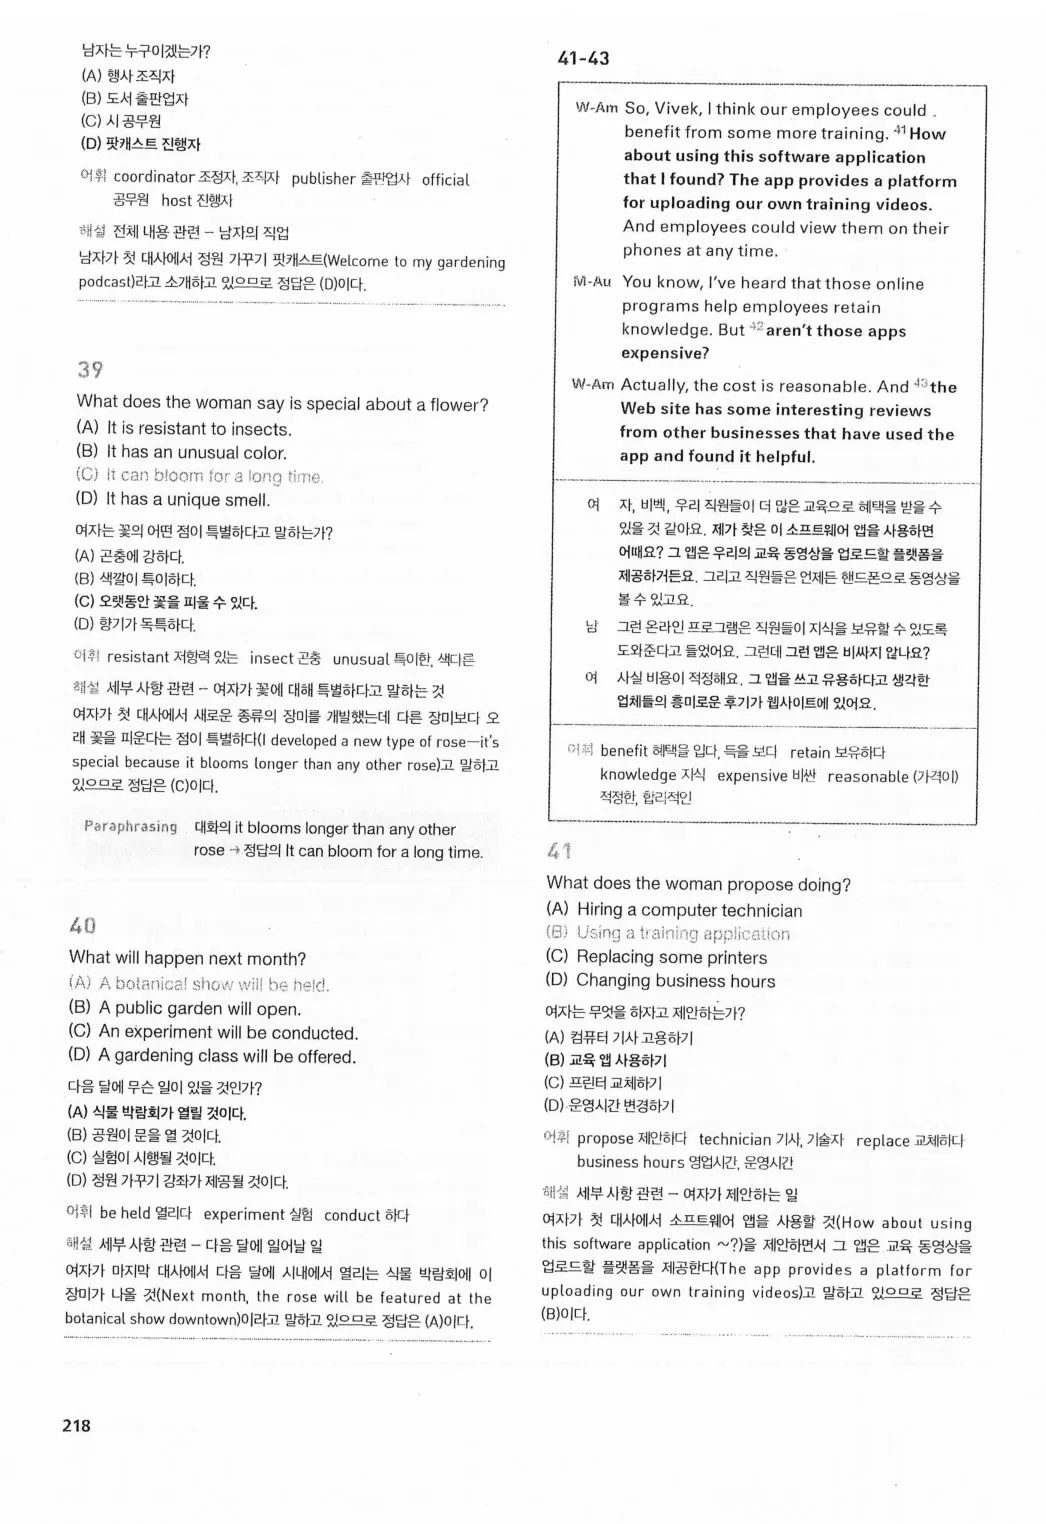 남자는 누구이겠는가?
(A) 행사 조직자
(B) 도서 출판업자
(C) 시 공무원
(D) 팟캐스트 진행자
어휘 coordinator 조정자, 조직자 publisher 출판업자 official
공무원 host 진행자
해설 전체 내용 관련 – 남자의 직업
남자가 첫 대사에서 정원 가꾸기 팟캐스트(Welcome to my gardening
podcast)라고 소개하고 있으므로 정답은 (D)이다.
39
What does the woman say is special about a flower?
(A) It is resistant to insects.
(B) It has an unusual color.
(C) It can bloom for a long time.
(D) It has a unique smell.
여자는 꽃의 어떤 점이 특별하다고 말하는가?
(A) 곤충에 강하다.
(B) 색깔이 특이하다.
(C) 오랫동안 꽃을 피울 수 있다.
(D) 향기가 독특하다.
어휘 resistant 저항력 있는 insect 곤충 unusual 특이한, 색다른
해설 세부 사항 관련 – 여자가 꽃에 대해 특별하다고 말하는 것
여자가 첫 대사에서 새로운 종류의 장미를 개발했는데 다른 장미보다 오
래 꽃을 피운다는 점이 특별하다(I developed a new type of rose—it's
special because it blooms longer than any other rose)고 말하고
있으므로 정답은 (C)이다.
Paraphrasing 대화의 it blooms longer than any other
rose → 정답의 It can bloom for a long time.
40
What will happen next month?
(A) A botanical show will be held.
(B) A public garden will open.
(C) An experiment will be conducted.
(D) A gardening class will be offered.
다음 달에 무슨 일이 있을 것인가?
(A) 식물 박람회가 열릴 것이다.
(B) 공원이 문을 열 것이다.
(C) 실험이 시행될 것이다.
(D) 정원 가꾸기 강좌가 제공될 것이다.
어휘 be held 열리다 experiment 실험 conduct 하다
해설 세부 사항 관련 – 다음 달에 일어날 일
여자가 마지막 대사에서 다음 달에 시내에서 열리는 식물 박람회에 이
장미가 나올 것(Next month, the rose will be featured at the
botanical show downtown)이라고 말하고 있으므로 정답은 (A)이다.
218
41-43
W-Am So, Vivek, I think our employees could
benefit from some more training. 41 How
about using this software application
that I found? The app provides a platform
for uploading our own training videos.
And employees could view them on their
phones at any time.
M-Au You know, I've heard that those online
programs help employees retain
knowledge. But 42 aren't those apps
expensive?
W-Am Actually, the cost is reasonable. And 43 the
Web site has some interesting reviews
from other businesses that have used the
app and found it helpful.
여 자, 비벡, 우리 직원들이 더 많은 교육으로 혜택을 받을 수
있을 것 같아요. 제가 찾은 이 소프트웨어 앱을 사용하면
어때요? 그 앱은 우리의 교육 동영상을 업로드할 플랫폼을
제공하거든요. 그리고 직원들은 언제든 핸드폰으로 동영상을
볼 수 있고요.
남 그런 온라인 프로그램은 직원들이 지식을 보유할 수 있도록
도와준다고 들었어요. 그런데 그런 앱은 비싸지 않나요?
여 사실 비용이 적정해요. 그 앱을 쓰고 유용하다고 생각한
업체들의 흥미로운 후기가 웹사이트에 있어요.
어휘 benefit 혜택을 입다, 득을 보다 retain 보유하다
knowledge 지식 expensive 비싼 reasonable (가격이)
적정한, 합리적인
41
What does the woman propose doing?
(A) Hiring a computer technician
(B) Using a training application
(C) Replacing some printers
(D) Changing business hours
여자는 무엇을 하자고 제안하는가?
(A) 컴퓨터 기사 고용하기
(B) 교육 앱 사용하기
(C) 프린터 교체하기
(D) 운영시간 변경하기
어휘 propose 제안하다 technician 기사, 기술자 replace 교체하다
business hours 영업시간, 운영시간
해설 세부 사항 관련 – 여자가 제안하는 일
여자가 첫 대사에서 소프트웨어 앱을 사용할 것(How about using
this software application ~?)을 제안하면서 그 앱은 교육 동영상을
업로드할 플랫폼을 제공한다(The app provides a platform for
uploading our own training videos)고 말하고 있으므로 정답은
(B)이다.